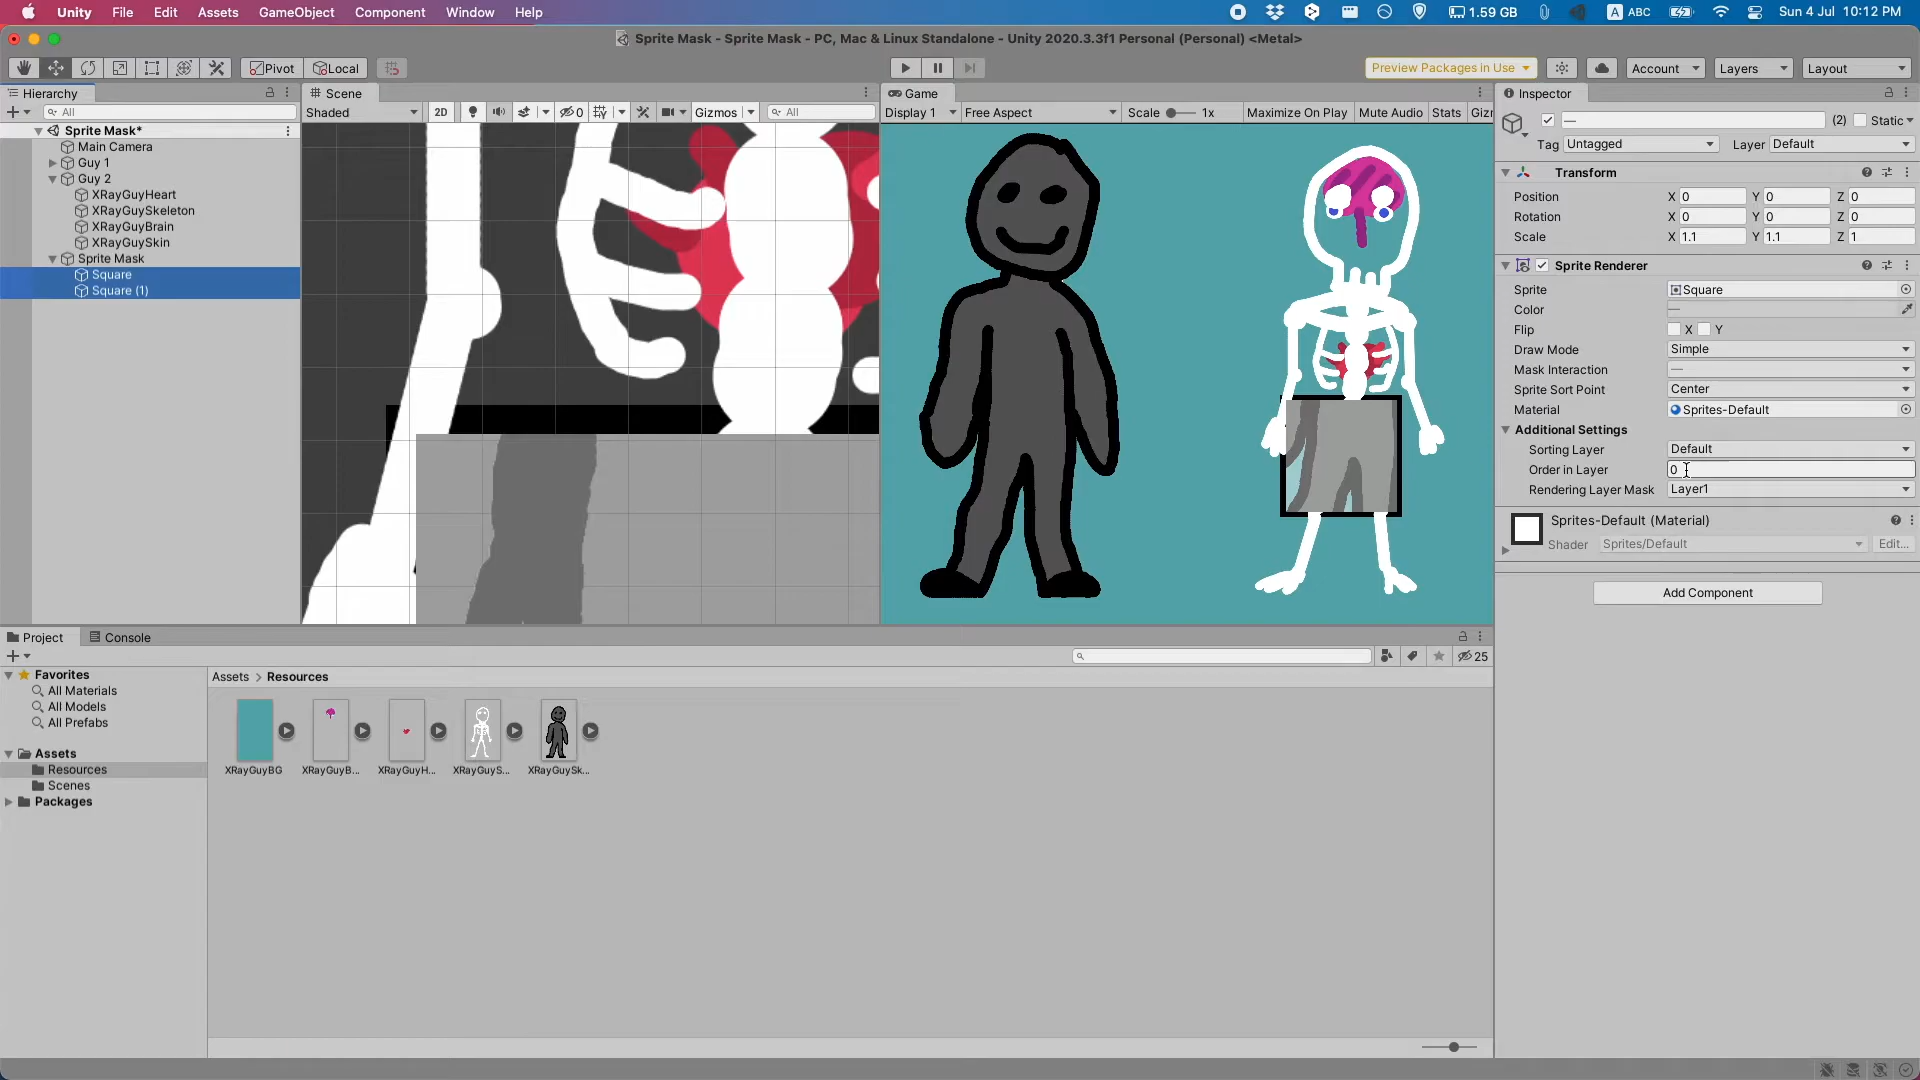 Unity File Edit Assets GameObject Component Window Help 1.59 GB A ABC Sun 4 Jul 10:12 PM
Sprite Mask - Sprite Mask - PC, Mac & Linux Standalone - Unity 2020.3.3f1 Personal (Personal) <Metal>
Pivot Local Preview Packages in Use Account Layers Layout
Hierarchy Scene Game Inspector
All Shaded 2D 0 Gizmos All Display 1 Free Aspect Scale 1x Maximize On Play Mute Audio Stats Giz
— (2) Static
Sprite Mask*
Main Camera
Tag Untagged Layer Default
Guy 1
Guy 2
Transform
XRayGuyHeart
Position X 0 Y 0 Z 0
XRayGuySkeleton
Rotation X 0 Y 0 Z 0
XRayGuyBrain
Scale X 1.1 Y 1.1 Z 1
XRayGuySkin
Sprite Mask
Sprite Renderer
Square
Sprite Square
Square (1)
Color —
Flip X Y
Draw Mode Simple
Mask Interaction —
Sprite Sort Point Center
Material Sprites-Default
Additional Settings
Sorting Layer Default
Order in Layer 0
Rendering Layer Mask Layer1
Sprites-Default (Material)
Shader Sprites/Default Edit...
Add Component
Project Console
25
Favorites
All Materials
All Models
All Prefabs
Assets
Resources
Scenes
Packages
Assets > Resources
XRayGuyBG XRayGuyB... XRayGuyH... XRayGuyS... XRayGuySk...